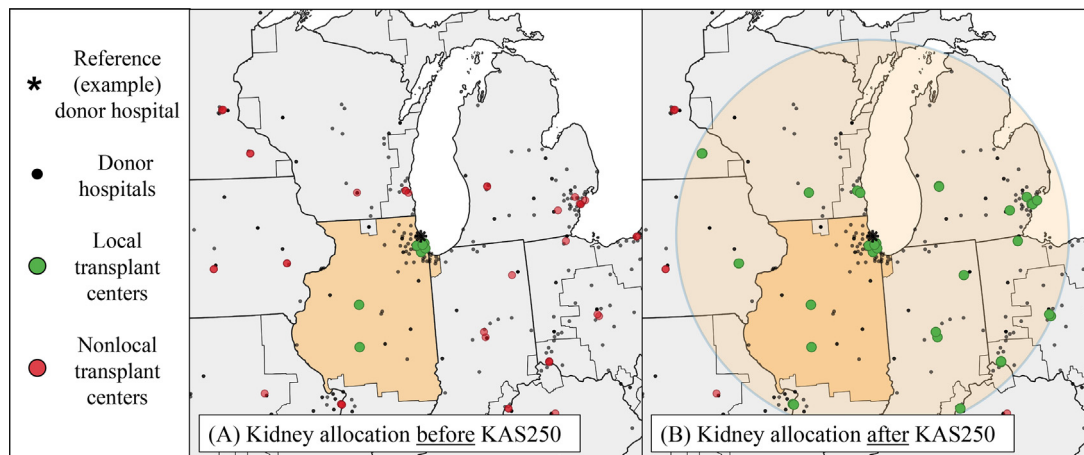 Reference
(example)
donor hospital
Donor
hospitals
Local
transplant
centers
Nonlocal
transplant
centers
(A) Kidney allocation before KAS250
(B) Kidney allocation after KAS250